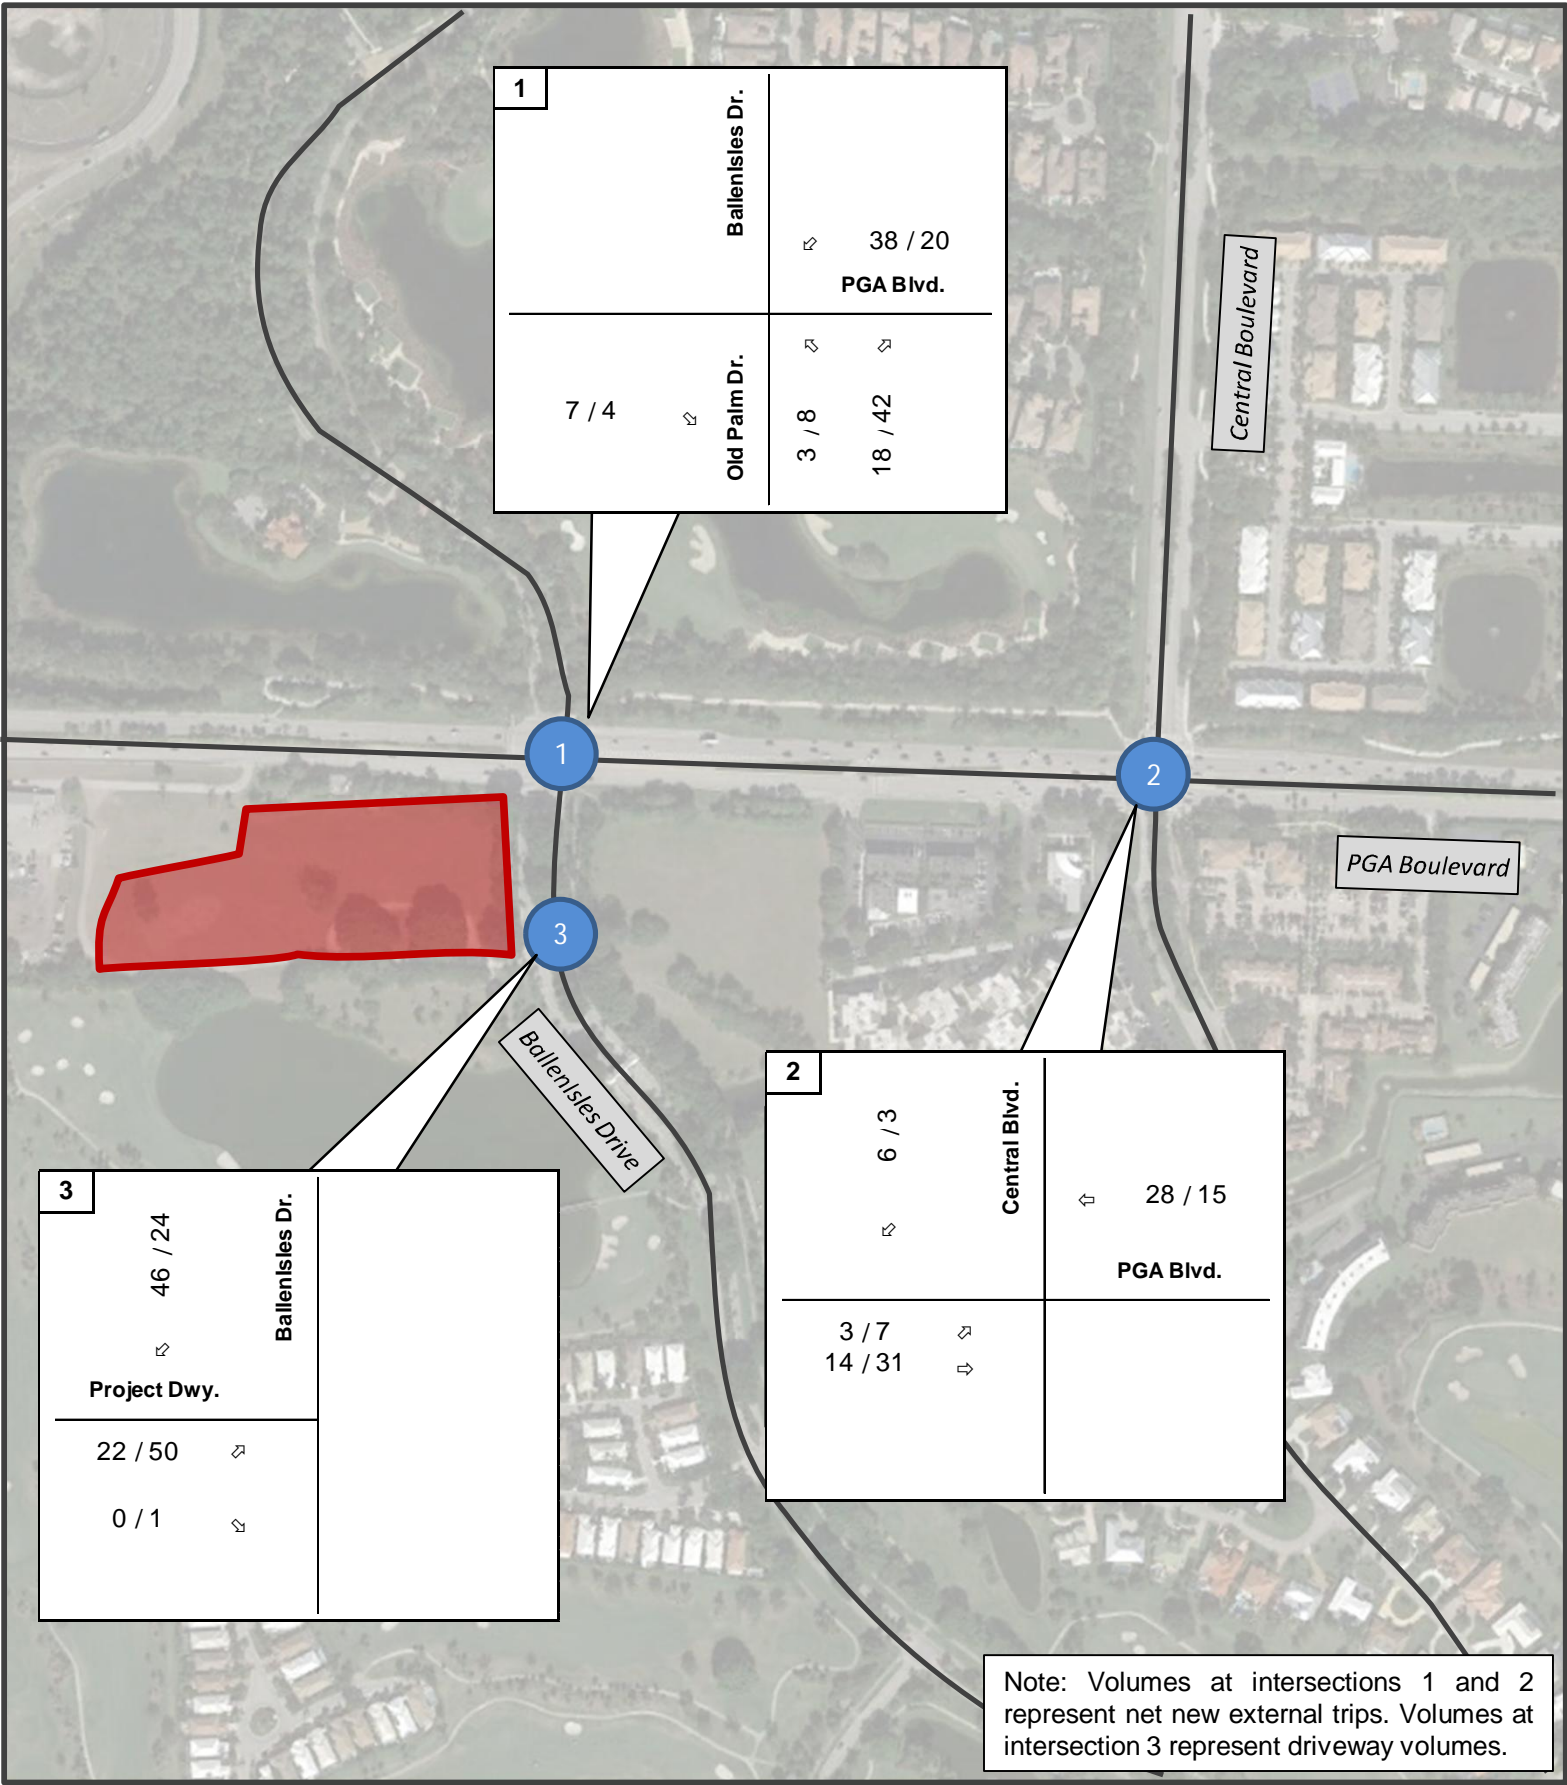 1
BallenIsles Dr.
38 / 20
PGA Blvd.
7 / 4
Old Palm Dr.
3 / 8
18 / 42
Central Boulevard
1
2
PGA Boulevard
3
BallenIsles Drive
2
6 / 3
Central Blvd.
28 / 15
PGA Blvd.
3 / 7
14 / 31
3
46 / 24
BallenIsles Dr.
Project Dwy.
22 / 50
0 / 1
Note: Volumes at intersections 1 and 2
represent net new external trips. Volumes at
intersection 3 represent driveway volumes.